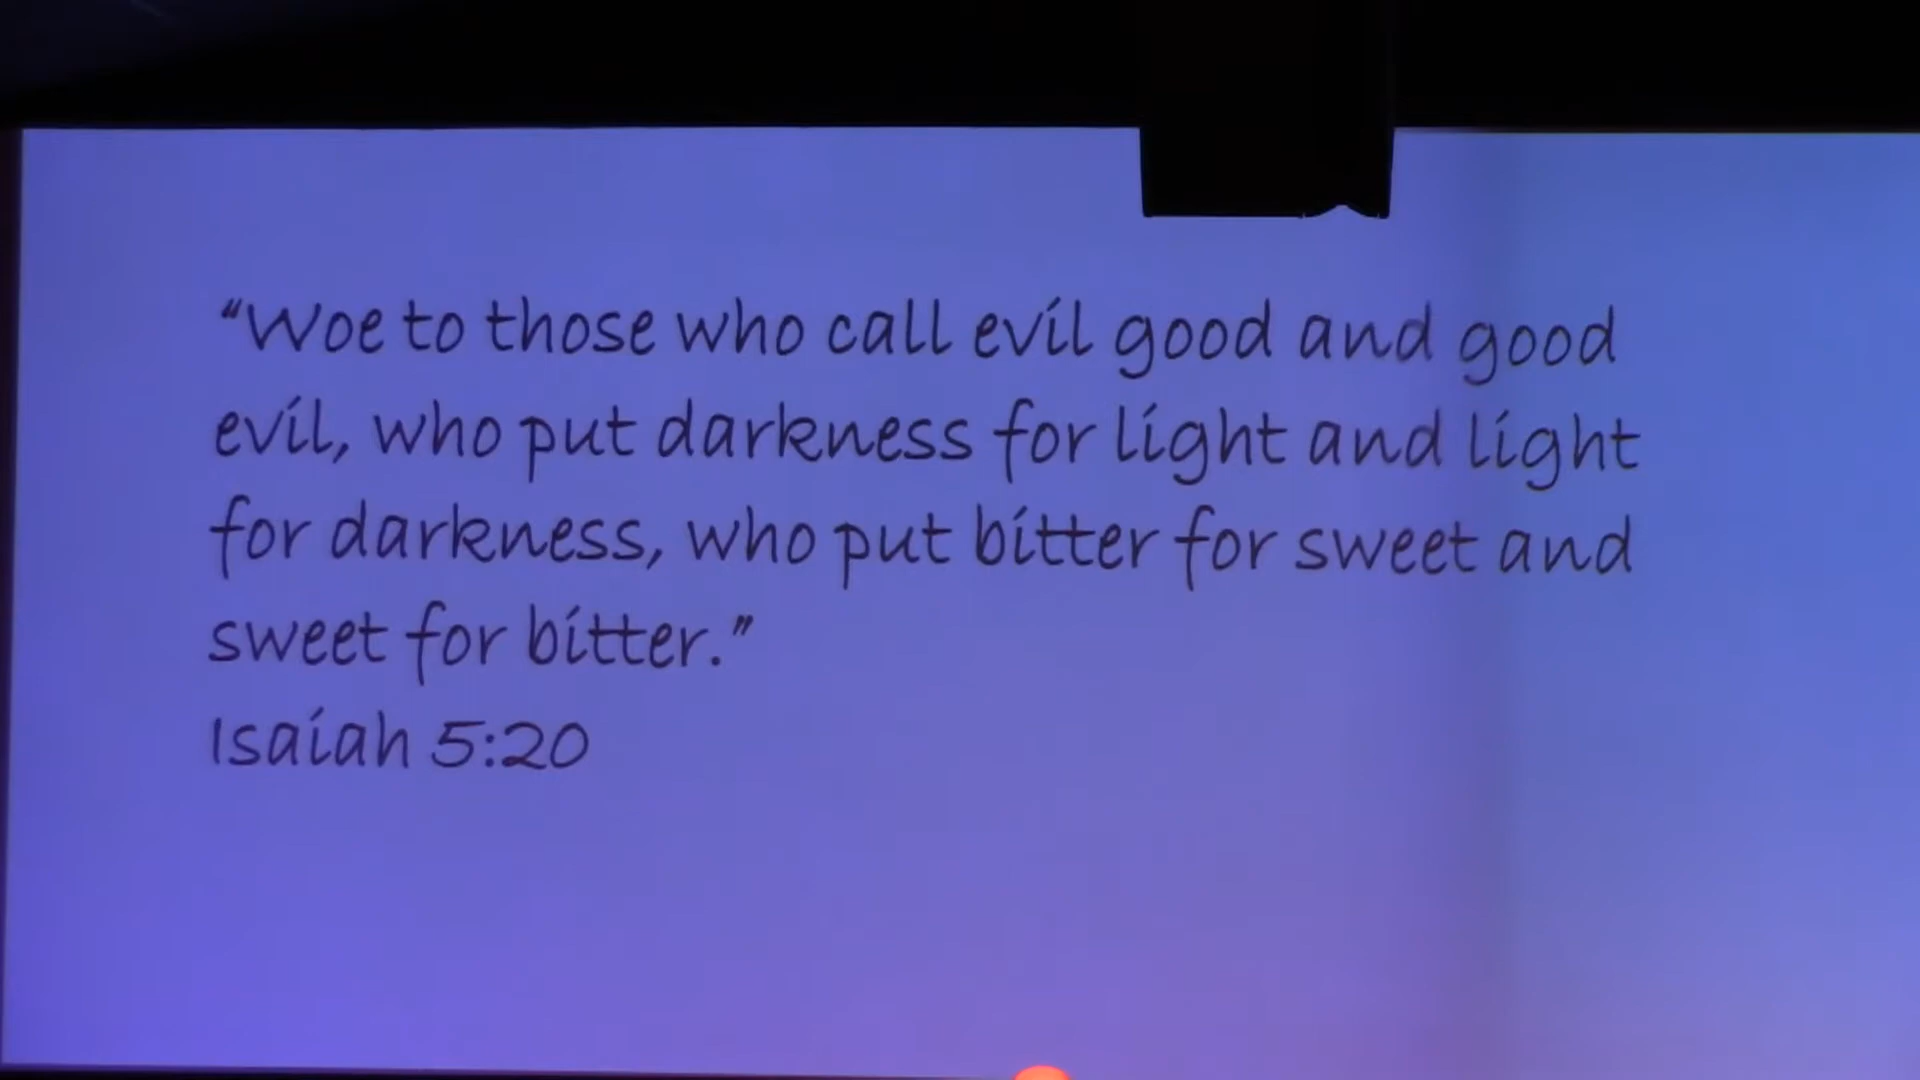 “Woe to those who call evil good and good
evil, who put darkness for light and light
for darkness, who put bitter for sweet and
sweet for bitter.”
Isaiah 5:20